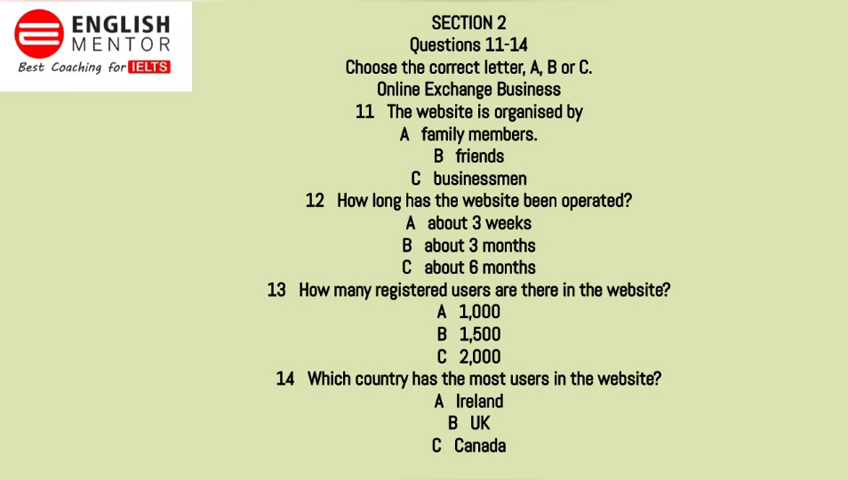 ENGLISH
MENTOR
Best Coaching for IELTS
SECTION 2
Questions 11-14
Choose the correct letter, A, B or C.
Online Exchange Business
11 The website is organised by
A family members.
B friends
C businessmen
12 How long has the website been operated?
A about 3 weeks
B about 3 months
C about 6 months
13 How many registered users are there in the website?
A 1,000
B 1,500
C 2,000
14 Which country has the most users in the website?
A Ireland
B UK
C Canada